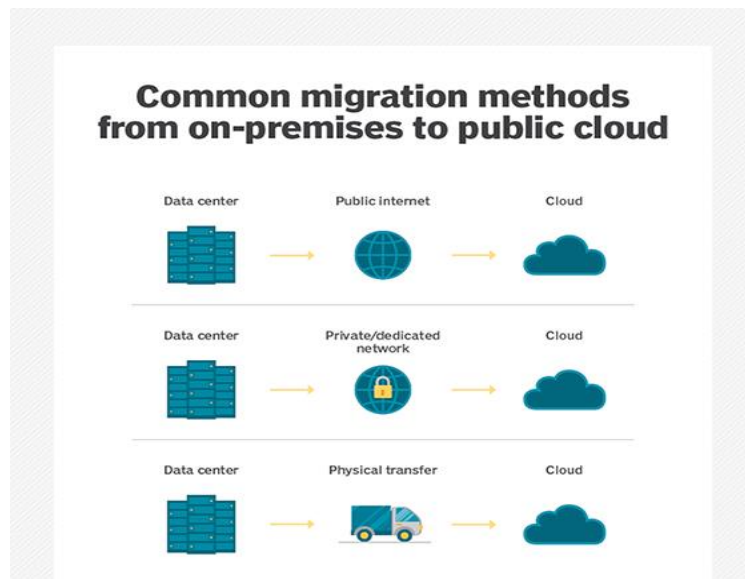 Common migration methods
from on-premises to public cloud
Data center
Public internet
Cloud
Data center
Private/dedicated
network
Cloud
Data center
Physical transfer
Cloud